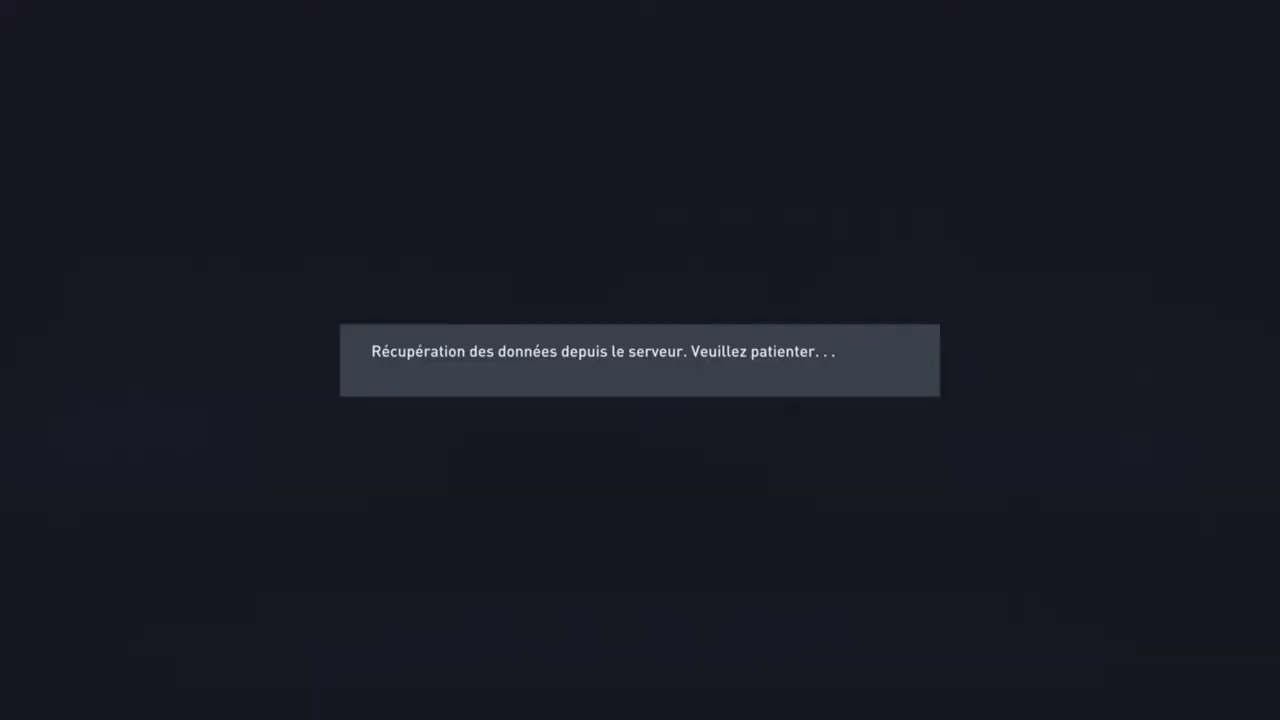 Récupération des données depuis le serveur. Veuillez patienter. . .